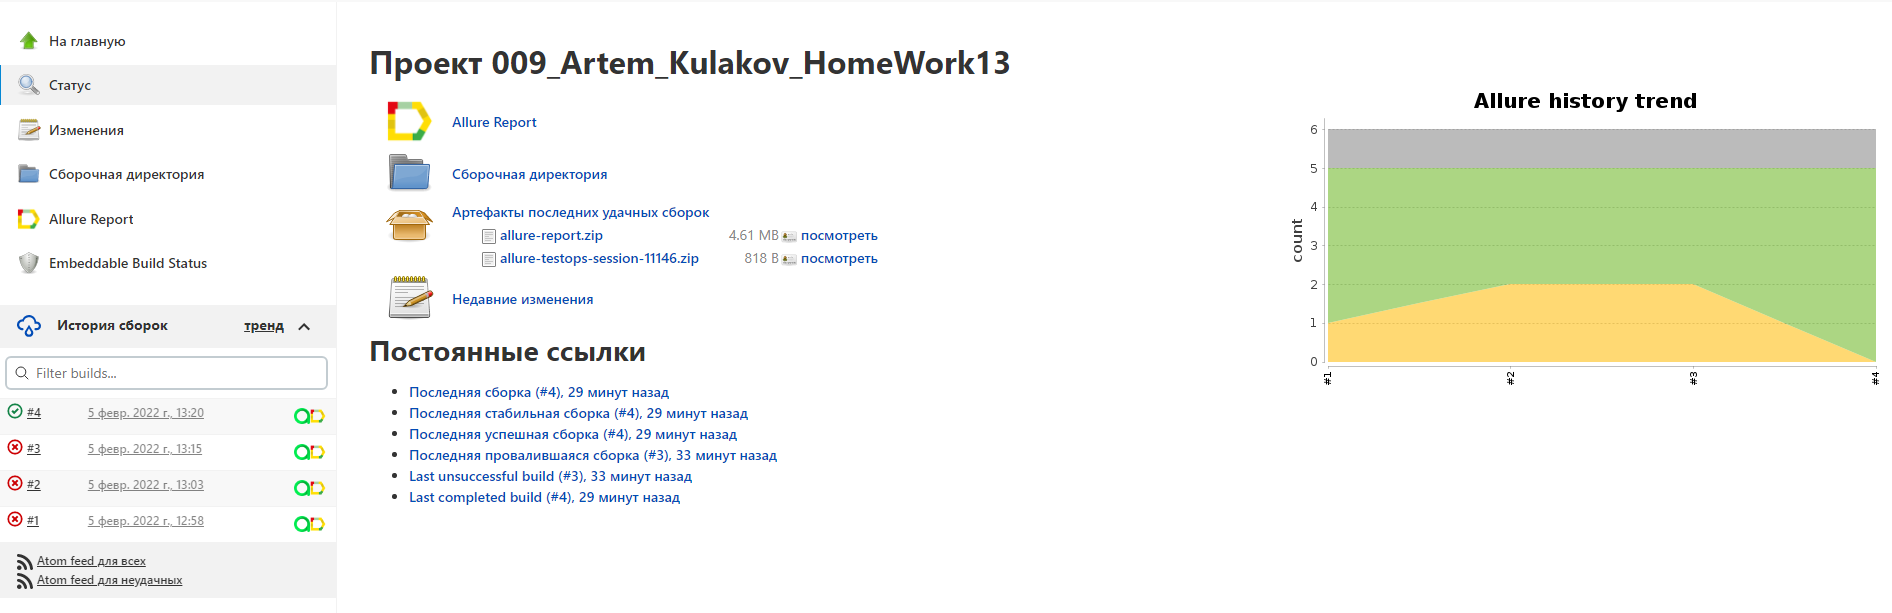 На главную
Статус
Изменения
Сборочная директория
Allure Report
Embeddable Build Status
История сборок тренд
Filter builds...
#4 5 февр. 2022 г., 13:20
#3 5 февр. 2022 г., 13:15
#2 5 февр. 2022 г., 13:03
#1 5 февр. 2022 г., 12:58
Atom feed для всех
Atom feed для неудачных
Проект 009_Artem_Kulakov_HomeWork13
Allure Report
Сборочная директория
Артефакты последних удачных сборок
allure-report.zip 4.61 MB посмотреть
allure-testops-session-11146.zip 818 B посмотреть
Недавние изменения
Постоянные ссылки
Последняя сборка (#4), 29 минут назад
Последняя стабильная сборка (#4), 29 минут назад
Последняя успешная сборка (#4), 29 минут назад
Последняя провалившаяся сборка (#3), 33 минут назад
Last unsuccessful build (#3), 33 минут назад
Last completed build (#4), 29 минут назад
Allure history trend
6
5
4
3
2
1
0
count
#1 #2 #3 #4